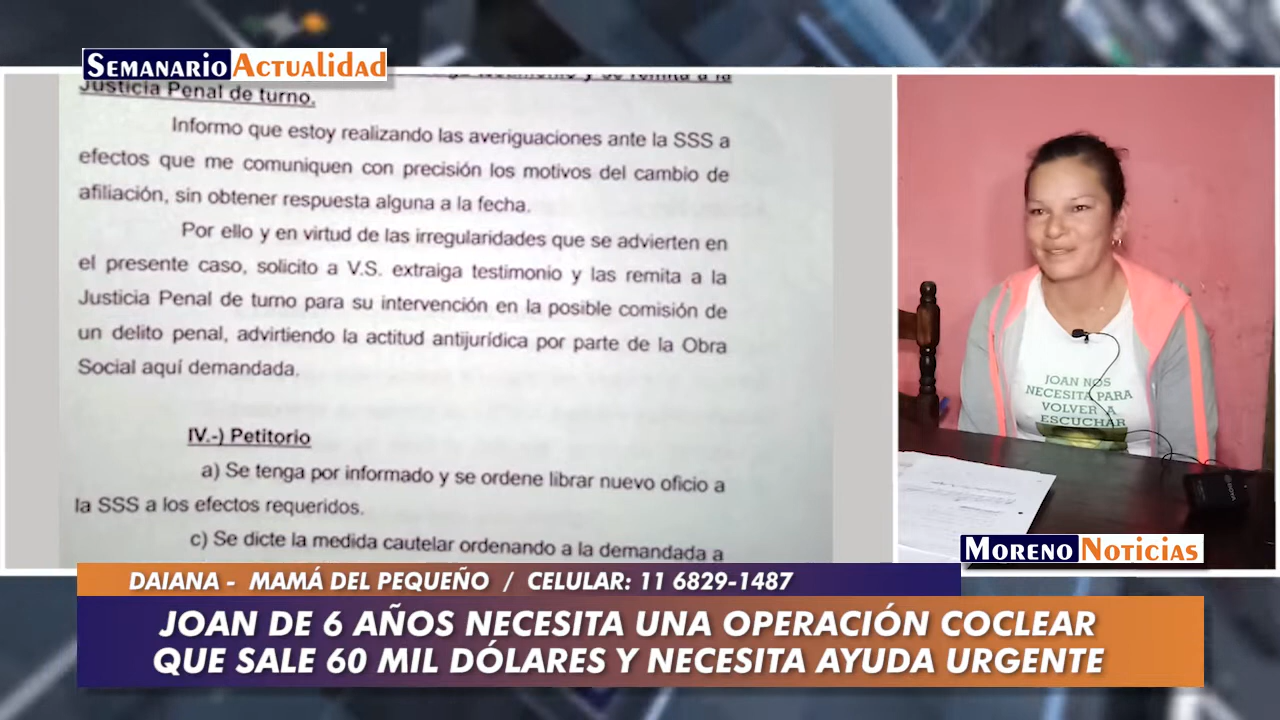 SEMANARIO ACTUALIDAD
y se remita a la
Justicia Penal de turno.
Informo que estoy realizando las averiguaciones ante la SSS a
efectos que me comuniquen con precisión los motivos del cambio de
afiliación, sin obtener respuesta alguna a la fecha.
Por ello y en virtud de las irregularidades que se advierten en
el presente caso, solicito a V.S. extraiga testimonio y las remita a la
Justicia Penal de turno para su intervención en la posible comisión de
un delito penal, advirtiendo la actitud antijurídica por parte de la Obra
Social aquí demandada.
IV.-) Petitorio
a) Se tenga por informado y se ordene librar nuevo oficio a
la SSS a los efectos requeridos.
c) Se dicte la medida cautelar ordenando a la demandada a
JOAN NOS
NECESITA PARA
VOLVER A
ESCUCHAR
MORENO NOTICIAS
DAIANA - MAMÁ DEL PEQUEÑO / CELULAR: 11 6829-1487
JOAN DE 6 AÑOS NECESITA UNA OPERACIÓN COCLEAR
QUE SALE 60 MIL DÓLARES Y NECESITA AYUDA URGENTE